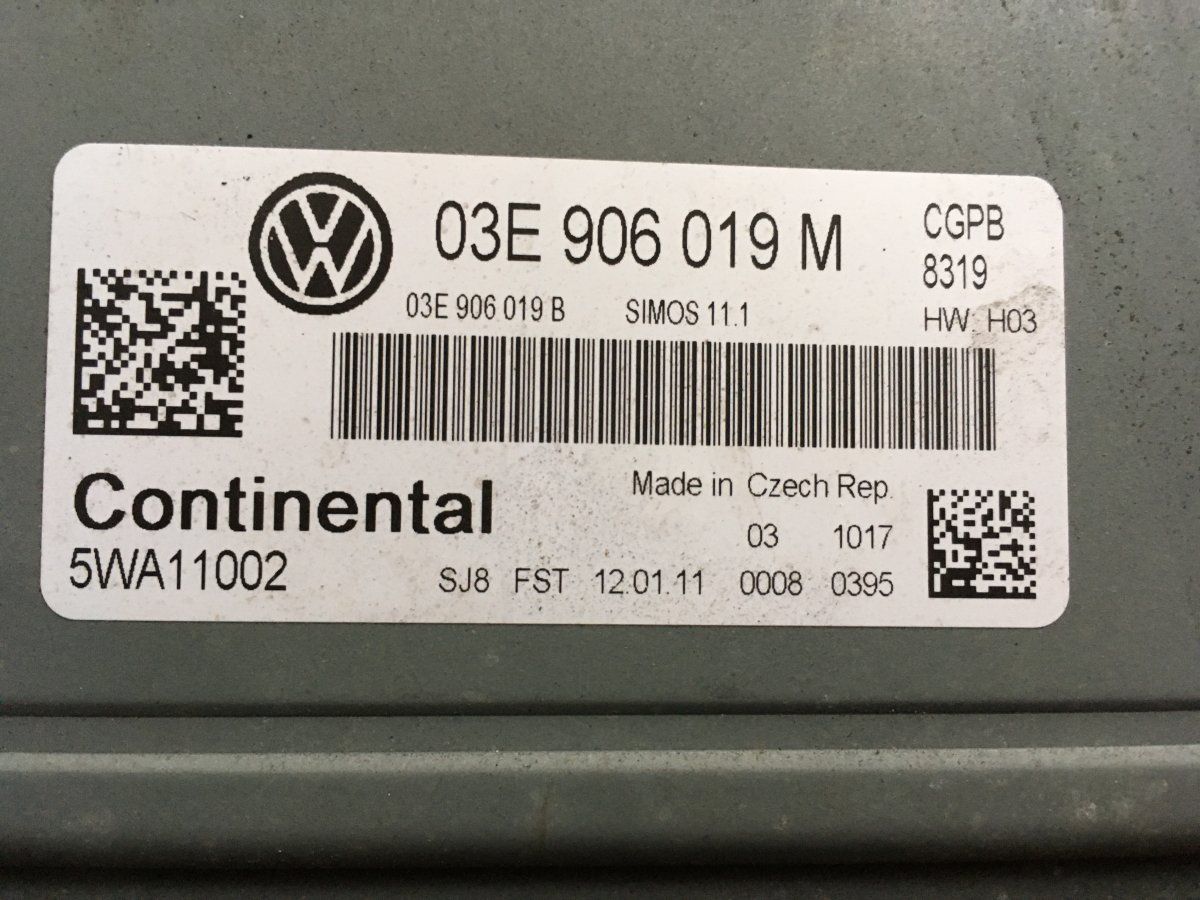 03E 906 019 M
CGPB
8319
03E 906 019 B SIMOS 11.1
HW: H03
Made in Czech Rep.
Continental
03 1017
5WA11002
SJ8 FST 12.01.11 0008 0395